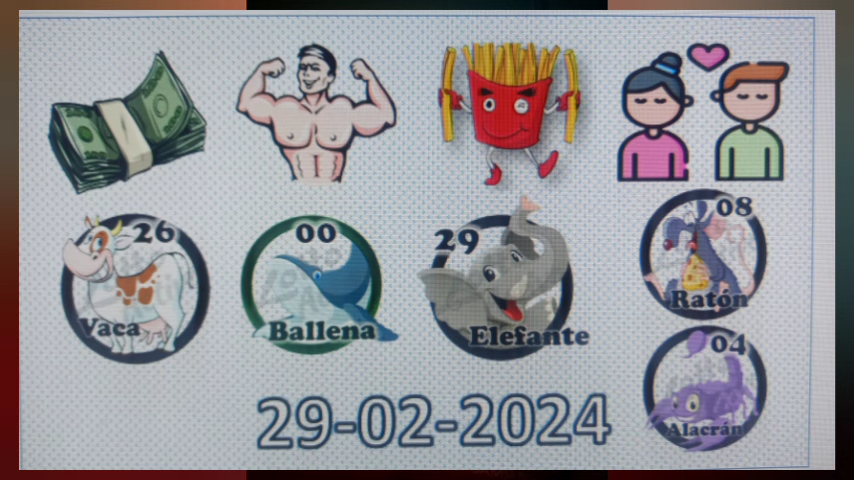 26
Vaca
00
Ballena
29
Elefante
08
Ratón
04
Alacrán
29-02-2024